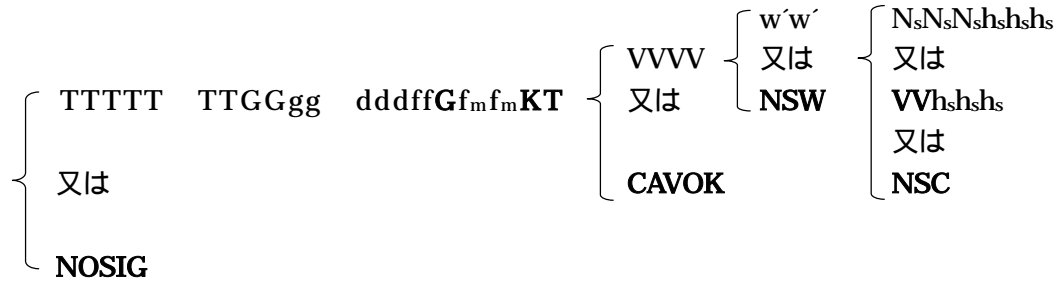 w´w´ NₛNₛNₛhₛhₛhₛ
VVVV 又は 又は
TTTTT TTGGgg dddffGfₘfₘKT 又は NSW VVhₛhₛhₛ
又は
又は CAVOK NSC
NOSIG